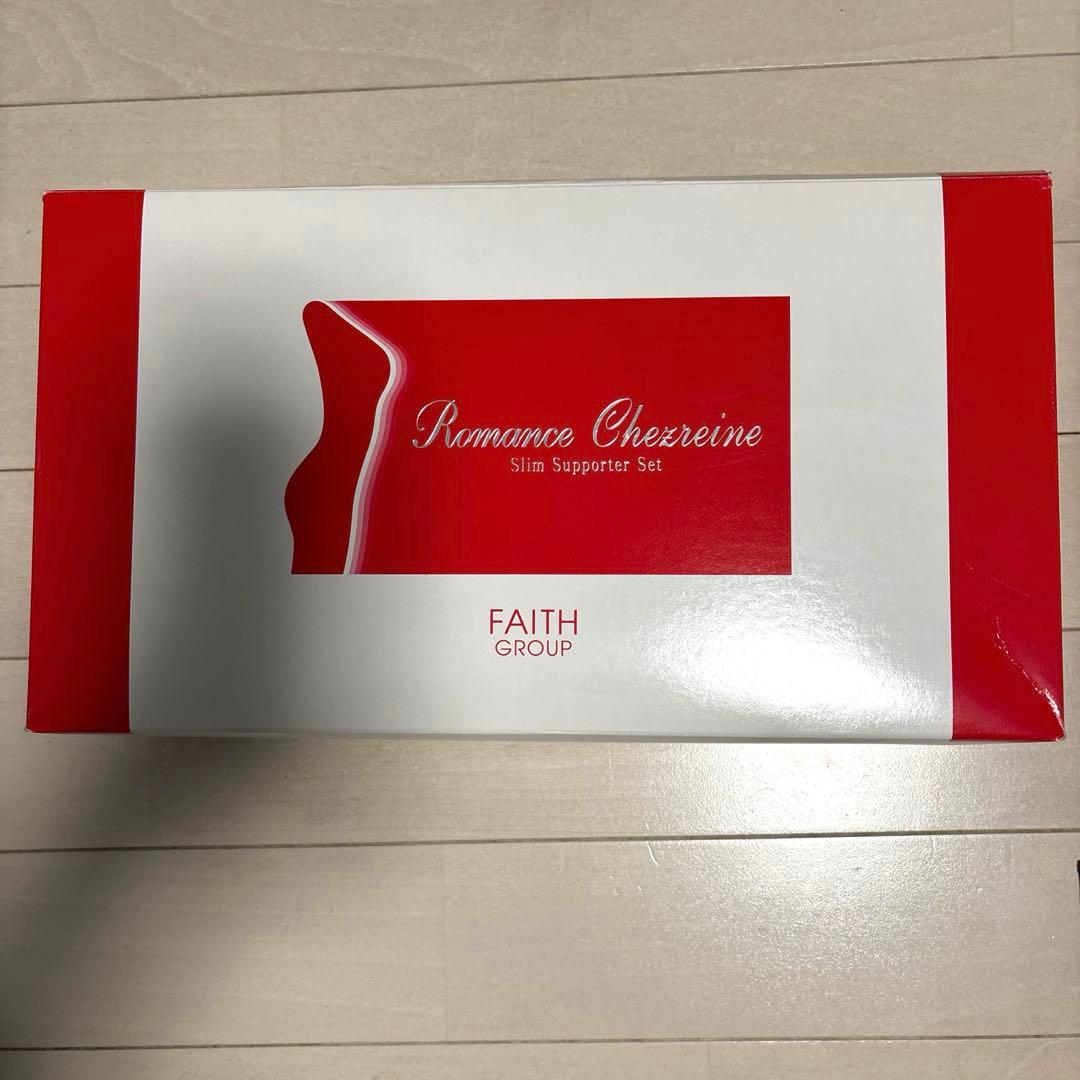 Romance Chezreine
Slim Supporter Set
FAITH
GROUP